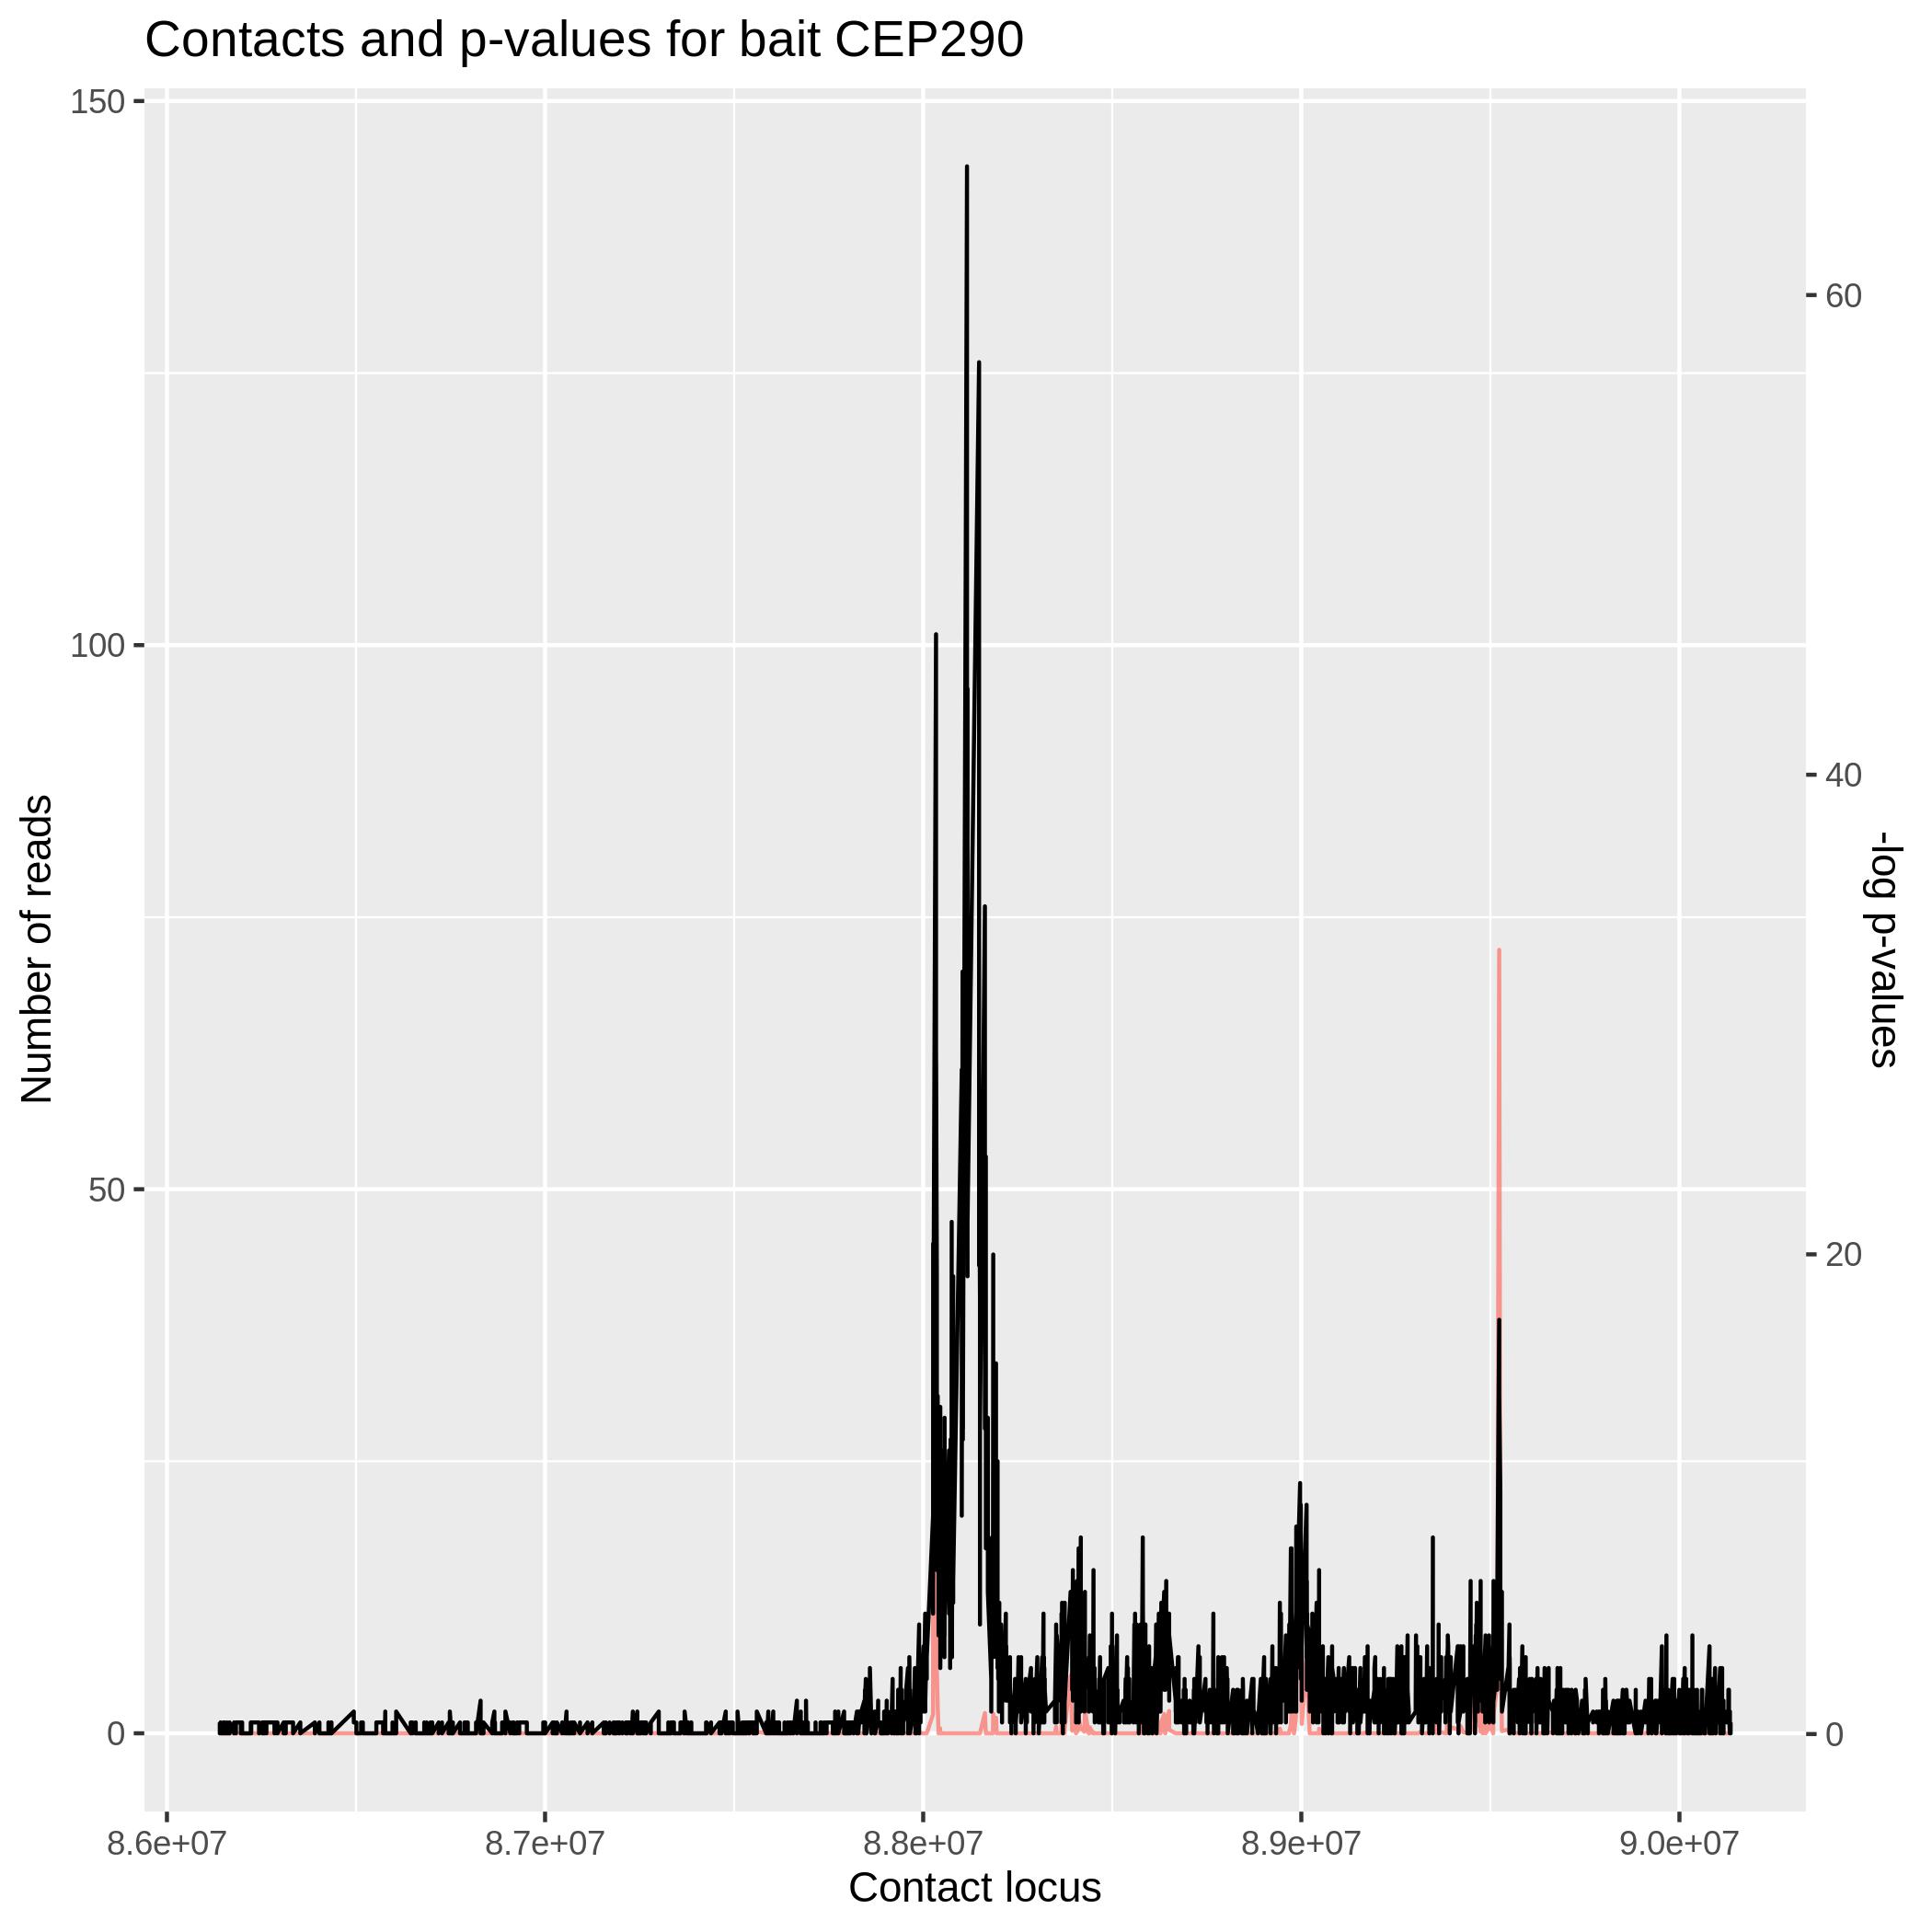 Contacts and p-values for bait CEP290
150
100
50
0
Number of reads
60
40
20
0
-log p-values
8.6e+07 8.7e+07 8.8e+07 8.9e+07 9.0e+07
Contact locus